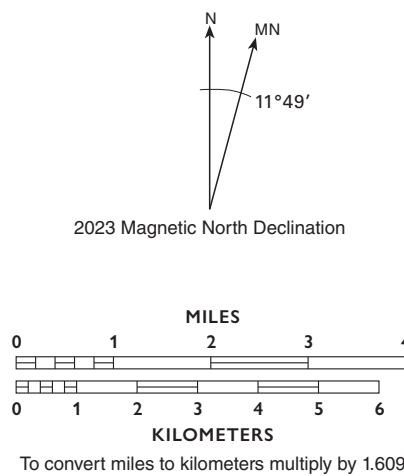 N
MN
11°49′
2023 Magnetic North Declination
MILES
0 1 2 3 4
0 1 2 3 4 5 6
KILOMETERS
To convert miles to kilometers multiply by 1.609